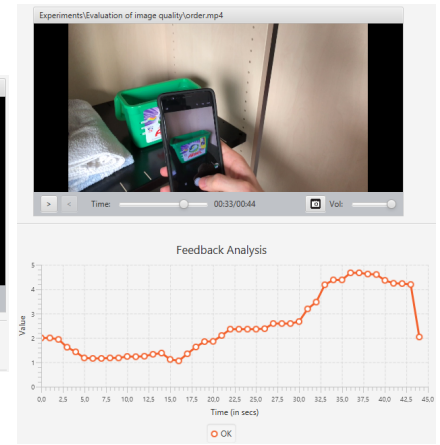 Experiments\Evaluation of image quality\order.mp4
> < Time: 00:33/00:44 Vol:
Feedback Analysis
5
4
3
2
1
0
Value
0.0 2.5 5.0 7.5 10.0 12.5 15.0 17.5 20.0 22.5 25.0 27.5 30.0 32.5 35.0 37.5 40.0 42.5 45.0
Time (in secs)
OK